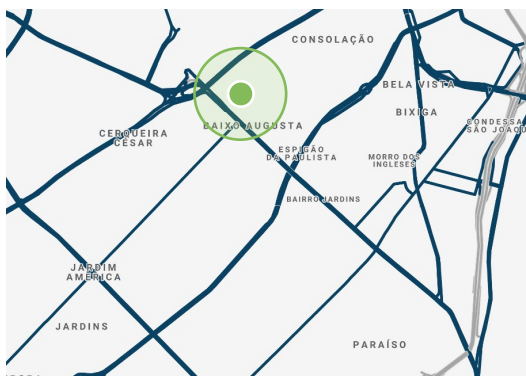 CONSOLAÇÃO
BELA VISTA
BIXIGA
CERQUEIRA
CÉSAR
BAIXO AUGUSTA
CONDESSA
SÃO JOAQU
ESPIGÃO
DA PAULISTA
MORRO DOS
INGLESES
BAIRRO JARDINS
JARDIM
AMÉRICA
JARDINS
PARAÍSO